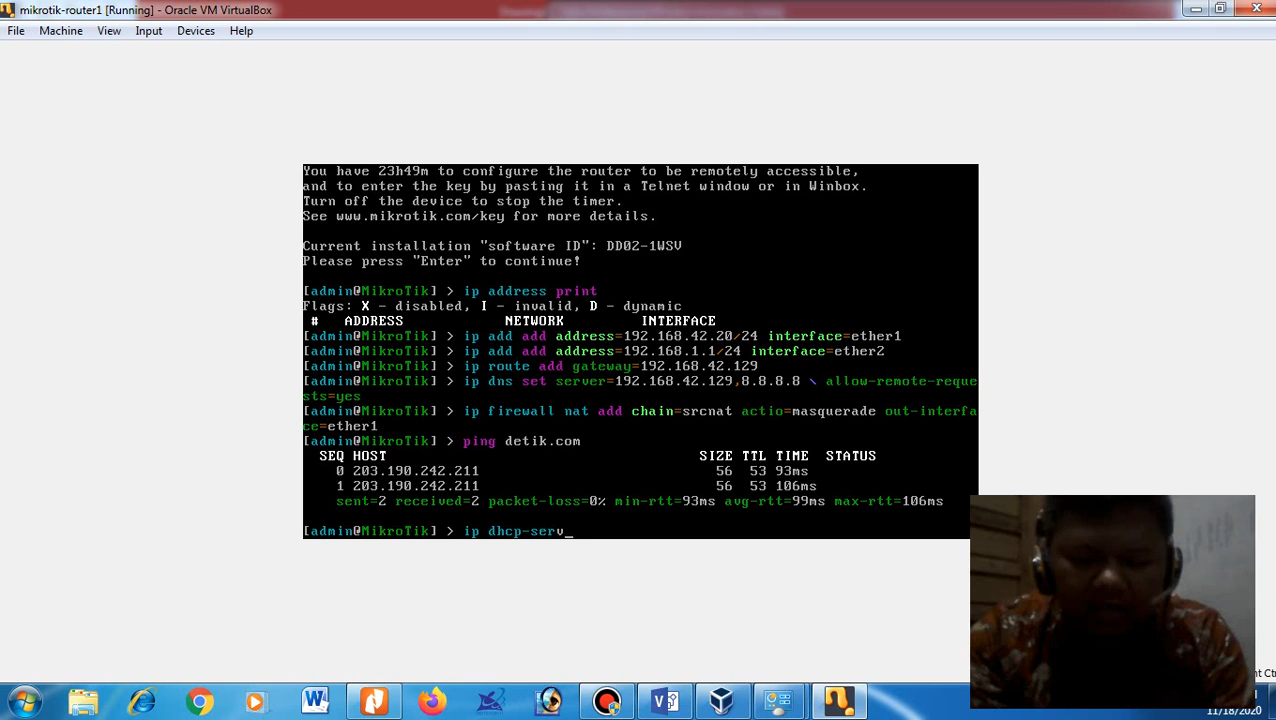 mikrotik-router1 [Running] - Oracle VM VirtualBox
File Machine View Input Devices Help
You have 23h49m to configure the router to be remotely accessible,
and to enter the key by pasting it in a Telnet window or in Winbox.
Turn off the device to stop the timer.
See www.mikrotik.com/key for more details.
Current installation "software ID": DD02-1WSV
Please press "Enter" to continue!
[admin@MikroTik] > ip address print
Flags: X - disabled, I - invalid, D - dynamic
# ADDRESS NETWORK INTERFACE
[admin@MikroTik] > ip add add address=192.168.42.20/24 interface=ether1
[admin@MikroTik] > ip add add address=192.168.1.1/24 interface=ether2
[admin@MikroTik] > ip route add gateway=192.168.42.129
[admin@MikroTik] > ip dns set server=192.168.42.129,8.8.8.8 \ allow-remote-reque
sts=yes
[admin@MikroTik] > ip firewall nat add chain=srcnat actio=masquerade out-interfa
ce=ether1
[admin@MikroTik] > ping detik.com
SEQ HOST SIZE TTL TIME STATUS
0 203.190.242.211 56 53 93ms
1 203.190.242.211 56 53 106ms
sent=2 received=2 packet-loss=0% min-rtt=93ms avg-rtt=99ms max-rtt=106ms
[admin@MikroTik] > ip dhcp-serv_
11/18/2020